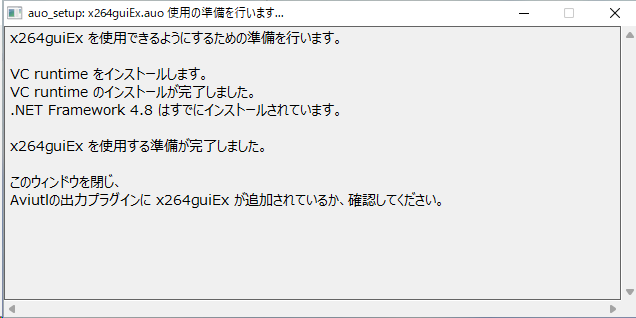 auo_setup: x264guiEx.auo 使用の準備を行います...
x264guiEx を使用できるようにするための準備を行います。
VC runtime をインストールします。
VC runtime のインストールが完了しました。
.NET Framework 4.8 はすでにインストールされています。
x264guiEx を使用する準備が完了しました。
このウィンドウを閉じ、
Aviutlの出力プラグインに x264guiEx が追加されているか、確認してください。